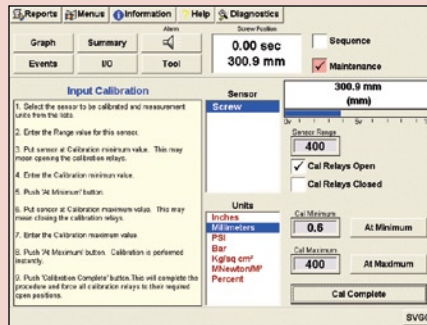 Reports Menus Information Help Diagnostics
Alarm
Screw Position
Graph Summary
0.00 sec
300.9 mm
Sequence
Events I/O Tool
Maintenance
Input Calibration
1. Select the sensor to be calibrated and measurement
units from the lists.
2. Enter the Range value for this sensor.
3. Put sensor at Calibration minimum value. This may
mean opening the calibration relays.
4. Enter the Calibration minimum value.
5. Push 'At Minimum' button.
6. Put sensor at Calibration maximum value. This may
mean closing the calibration relays.
7. Enter the Calibration maximum value.
8. Push 'At Maximum' button. Calibration is performed
instantly.
9. Push 'Calibration Complete' button. This will complete the
procedure and force all calibration relays to their required
open positions.
Sensor
Screw
Units
Inches
Millimeters
PSI
Bar
Kg/sq cm²
MNewton/M²
Percent
300.9 mm
(mm)
0v 5v
Sensor Range
400
Cal Relays Open
Cal Relays Closed
Cal Minimum
0.6 At Minimum
Cal Maximum
400 At Maximum
Cal Complete